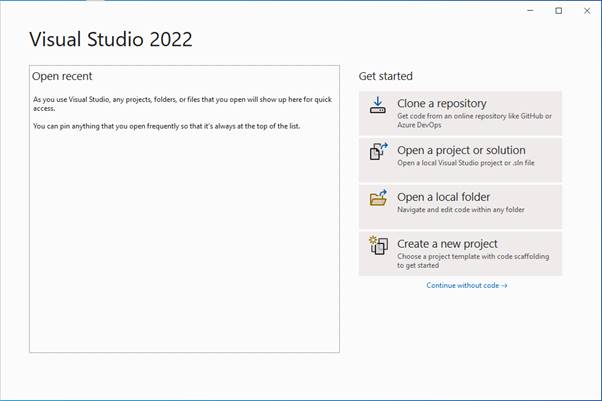 Visual Studio 2022
Open recent
As you use Visual Studio, any projects, folders, or files that you open will show up here for quick
access.
You can pin anything that you open frequently so that it's always at the top of the list.
Get started
Clone a repository
Get code from an online repository like GitHub or
Azure DevOps
Open a project or solution
Open a local Visual Studio project or .sln file
Open a local folder
Navigate and edit code within any folder
Create a new project
Choose a project template with code scaffolding
to get started
Continue without code →